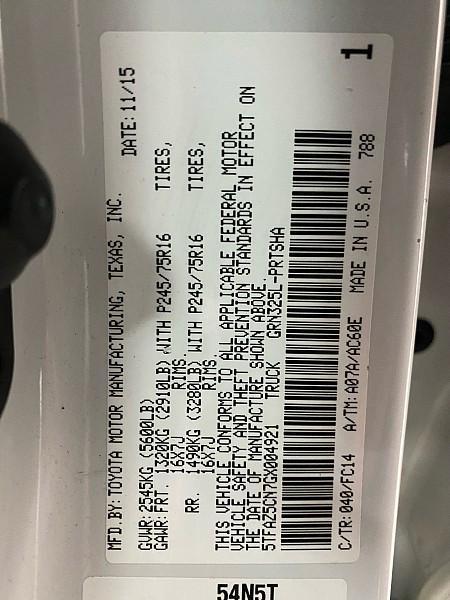 MFD.BY:TOYOTA MOTOR MANUFACTURING, TEXAS, INC. DATE:11/15
GVWR:2545KG (5600LB)
GAWR:FRT. 1320KG (2910LB) WITH P245/75R16 TIRES,
16X7J RIMS
RR. 1490KG (3280LB) WITH P245/75R16 TIRES,
16X7J RIMS
THIS VEHICLE CONFORMS TO ALL APPLICABLE FEDERAL MOTOR
VEHICLE SAFETY AND THEFT PREVENTION STANDARDS IN EFFECT ON
THE DATE OF MANUFACTURE SHOWN ABOVE.
5TFAZ5CN7GX004921 TRUCK GRN325L-PRTSHA
C/TR:040/FC14 A/TM:A07A/AC60E MADE IN U.S.A. 788
1
54N5T